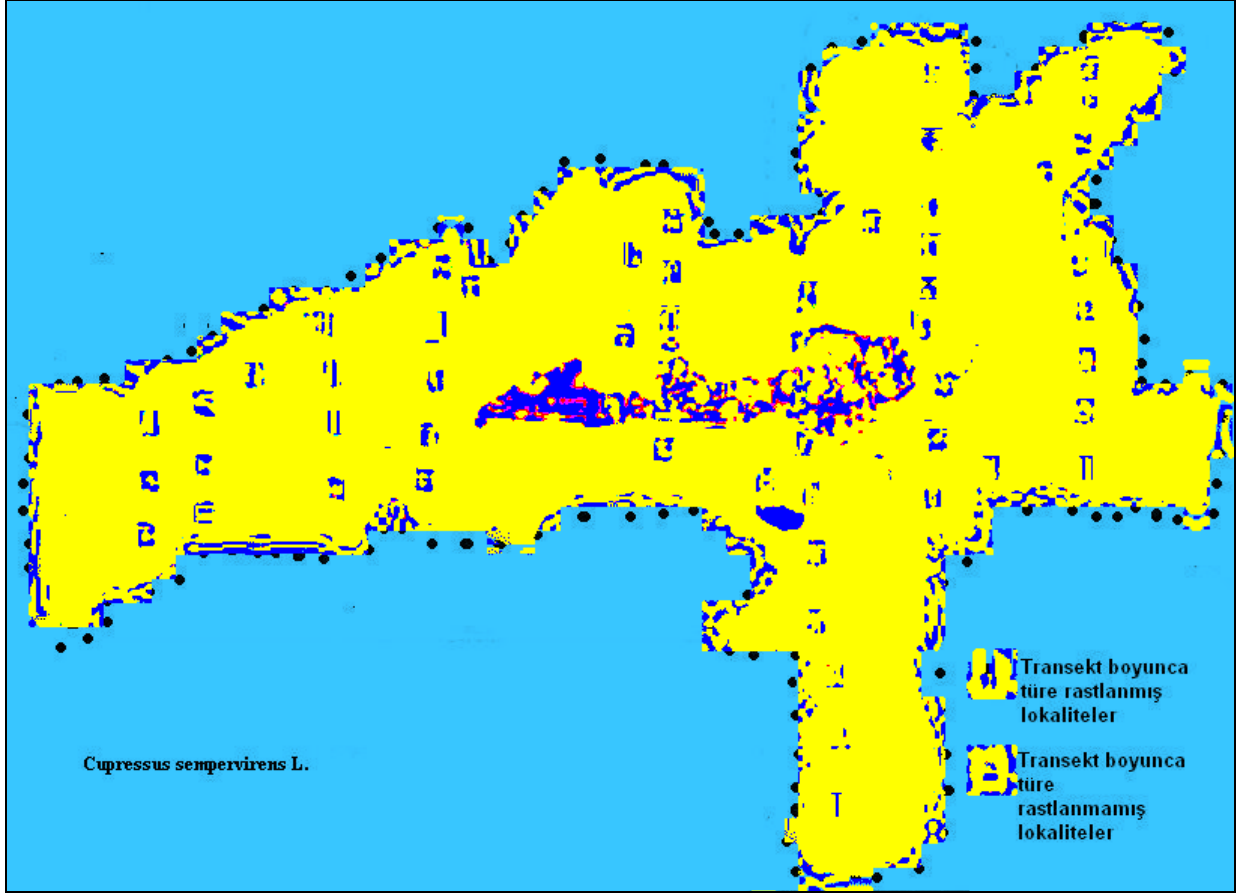 Transekt boyunca
türe rastlanmış
lokaliteler
Cupressus sempervirens L.
Transekt boyunca
türe
rastlanmamış
lokaliteler